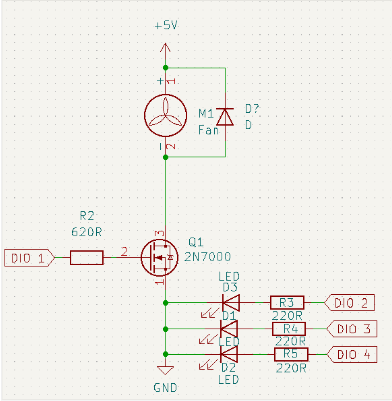 +5V
+
1
M1
Fan
D?
D
-
2
R2
620R
3
Q1
DIO 1
2
2N7000
1
LED
D3
R3
DIO 2
220R
D1
LED
R4
DIO 3
220R
D2
LED
R5
DIO 4
220R
GND